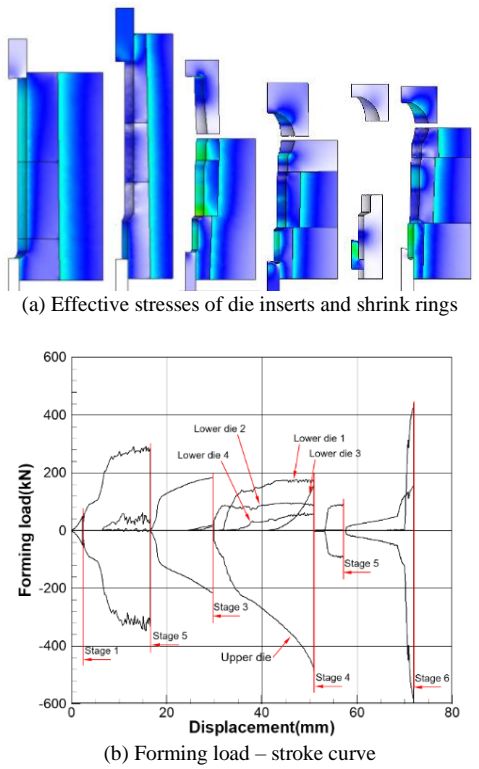 (a) Effective stresses of die inserts and shrink rings
600
400
200
0
-200
-400
-600
Forming load(kN)
Lower die 1
Lower die 2
Lower die 3
Lower die 4
Stage 1
Stage 5
Stage 3
Upper die
Stage 4
Stage 5
Stage 6
0
20
40
60
80
Displacement(mm)
(b) Forming load – stroke curve